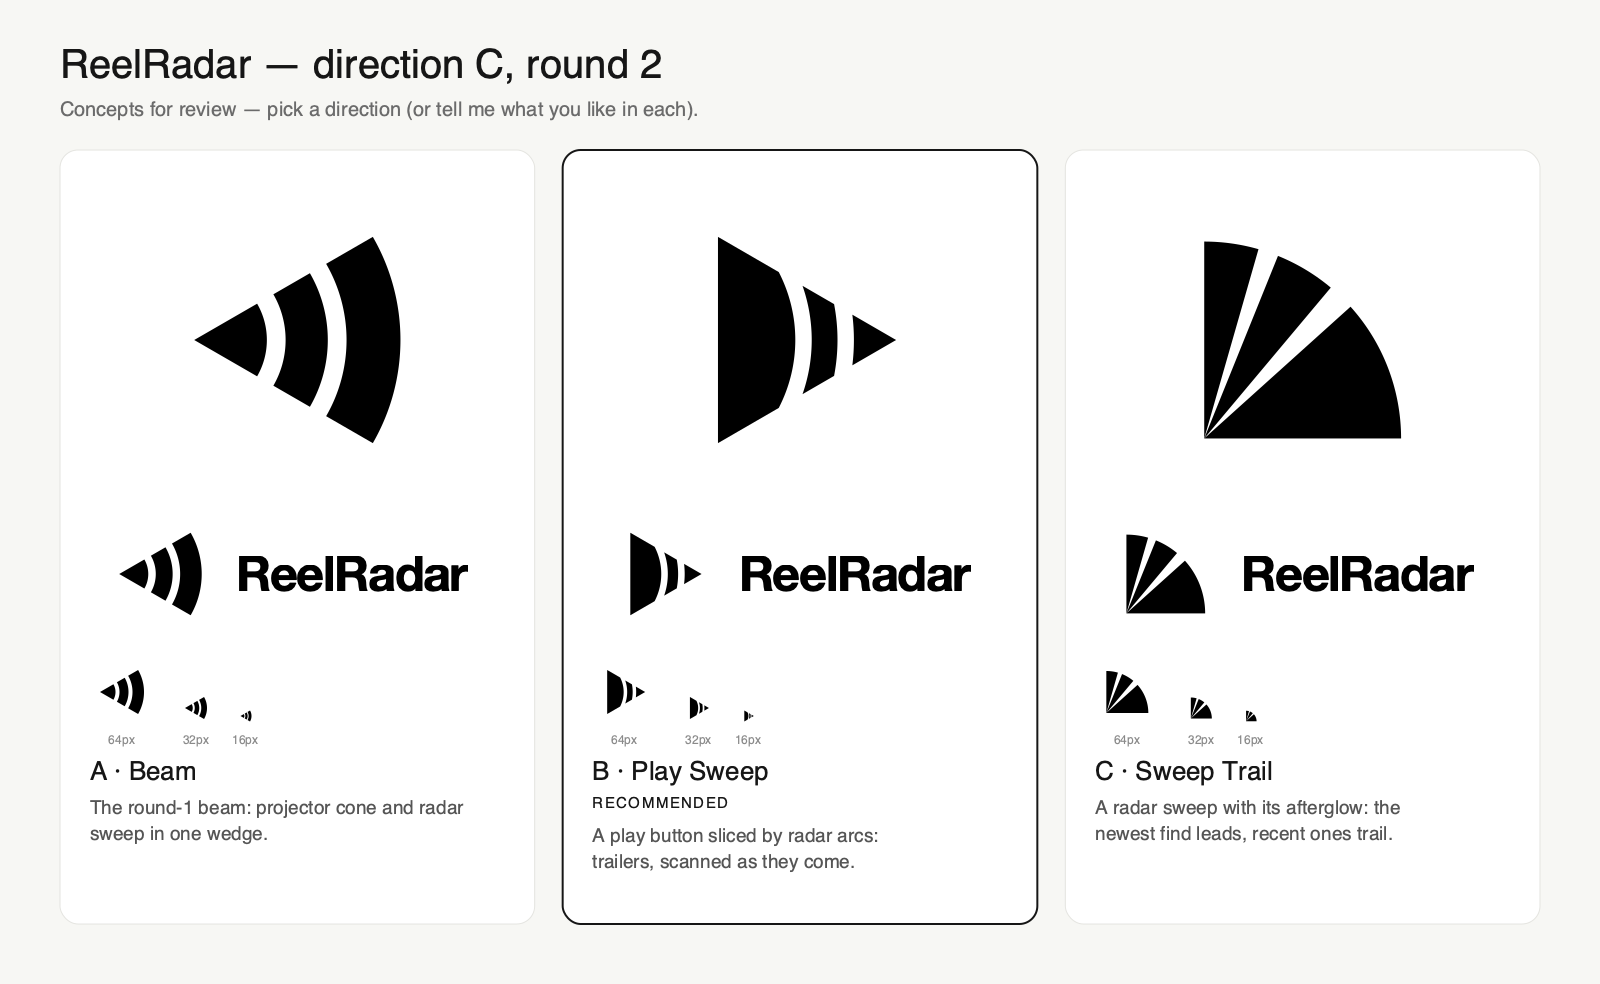 ReelRadar — direction C, round 2
Concepts for review — pick a direction (or tell me what you like in each).
ReelRadar
64px 32px 16px
A · Beam
The round-1 beam: projector cone and radar
sweep in one wedge.
ReelRadar
64px 32px 16px
B · Play Sweep
RECOMMENDED
A play button sliced by radar arcs:
trailers, scanned as they come.
ReelRadar
64px 32px 16px
C · Sweep Trail
A radar sweep with its afterglow: the
newest find leads, recent ones trail.